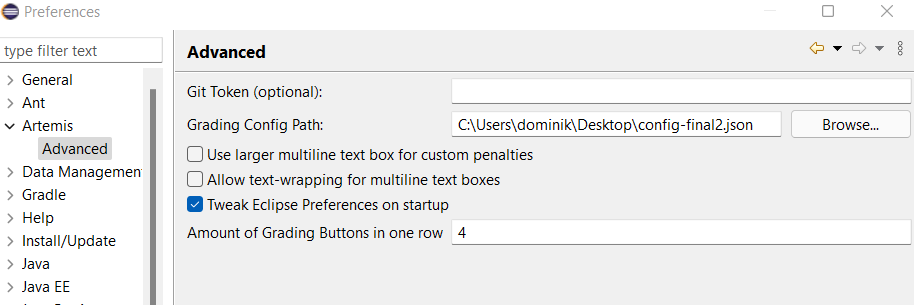 Preferences
type filter text
General
Ant
Artemis
Advanced
Data Management
Gradle
Help
Install/Update
Java
Java EE
Advanced
Git Token (optional):
Grading Config Path: C:\Users\dominik\Desktop\config-final2.json Browse...
Use larger multiline text box for custom penalties
Allow text-wrapping for multiline text boxes
Tweak Eclipse Preferences on startup
Amount of Grading Buttons in one row 4